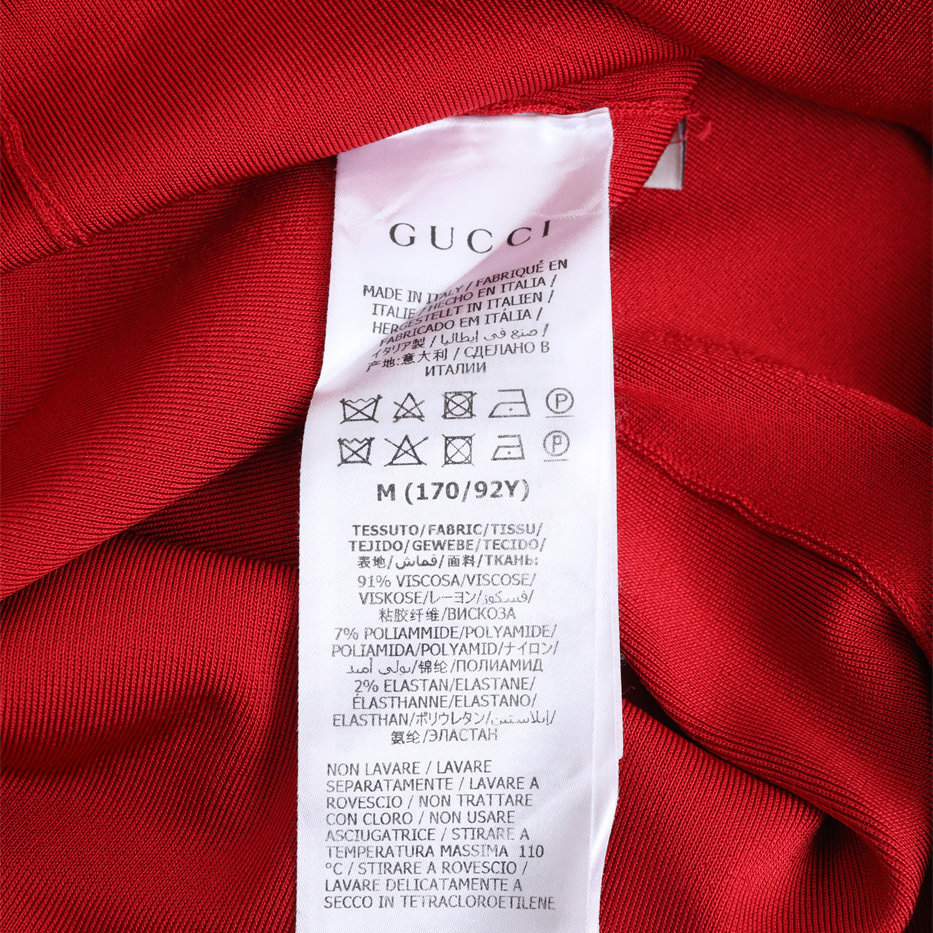 GUCCI
MADE IN ITALY / FABRIQUÉ EN
ITALIE / HECHO EN ITALIA /
HERGESTELLT IN ITALIEN /
FABRICADO EM ITÁLIA /
イタリア製 / صنع في إيطاليا /
产地:意大利 / СДЕЛАНО В
ИТАЛИИ
P
P
M (170/92Y)
TESSUTO/FABRIC/TISSU/
TEJIDO/GEWEBE/TECIDO/
表地/قماش/面料/ТКАНЬ:
91% VISCOSA/VISCOSE/
VISKOSE/レーヨン/فسكوز/
粘胶纤维/ВИСКОЗА
7% POLIAMMIDE/POLYAMIDE/
POLIAMIDA/POLYAMID/ナイロン/
بولي أميد/锦纶/ПОЛИАМИД
2% ELASTAN/ELASTANE/
ÉLASTHANNE/ELASTANO/
ELASTHAN/ポリウレタン/إيلاستين/
氨纶/ЭЛАСТАН
NON LAVARE / LAVARE
SEPARATAMENTE / LAVARE A
ROVESCIO / NON TRATTARE
CON CLORO / NON USARE
ASCIUGATRICE / STIRARE A
TEMPERATURA MASSIMA 110
°C / STIRARE A ROVESCIO /
LAVARE DELICATAMENTE A
SECCO IN TETRACLOROETILENE